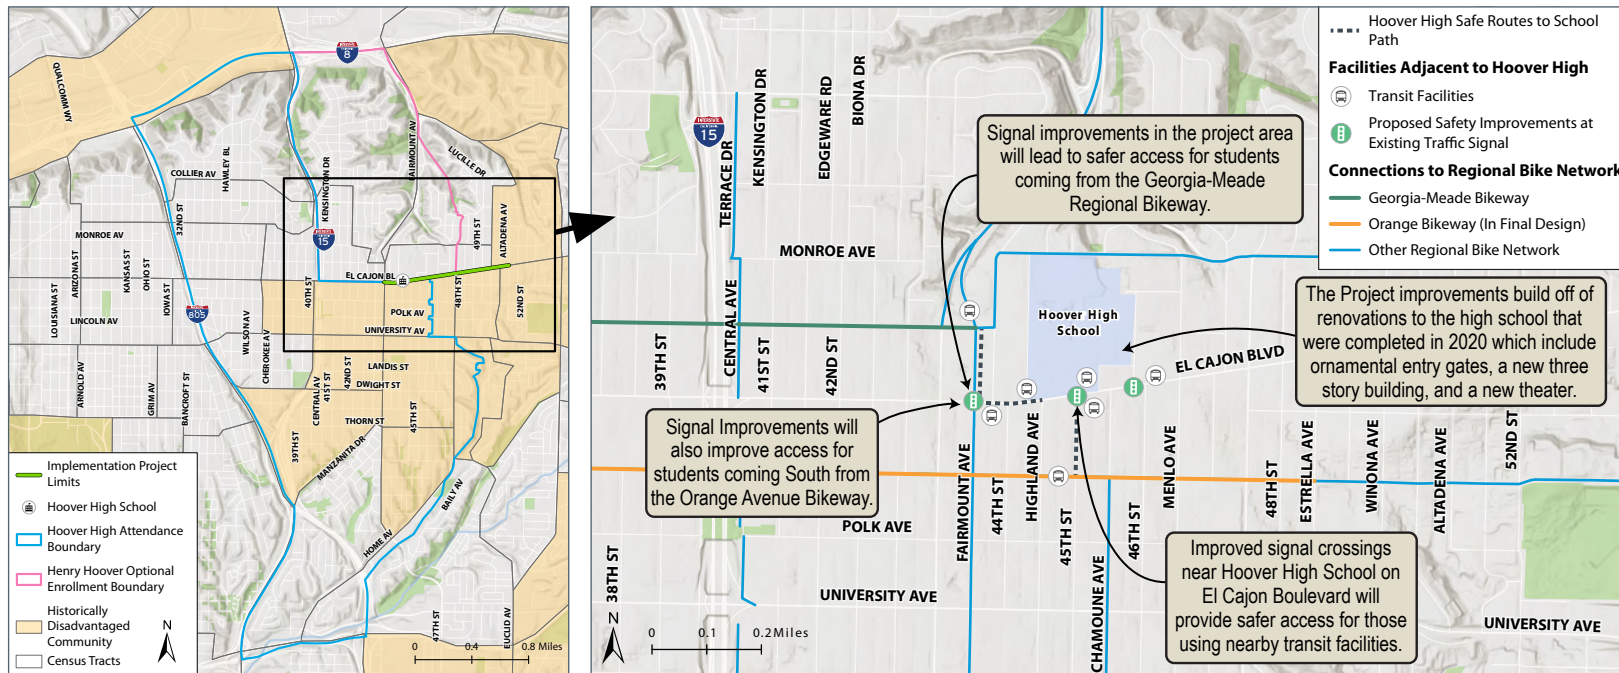 INTERSTATE
8
QUALCOMM WY
COLLIER AV
HAWLEY BL
32ND ST
KENSINGTON DR
FAIRMOUNT AV
LUCILLE DR
MONROE AV
ARIZONA ST
KANSAS ST
OHIO ST
IOWA ST
LOUISIANA ST
LINCOLN AV
805
15
EL CAJON BL
49TH ST
ALTADENA AV
40TH ST
POLK AV
UNIVERSITY AV
48TH ST
52ND ST
WILSON AV
CHEROKEE AV
ARNOLD AV
GRIM AV
BANCROFT ST
CENTRAL AV
41ST ST
42ND ST
LANDIS ST
DWIGHT ST
THORN ST
45TH ST
39TH ST
MANZANITA DR
HOME AV
BAILY AV
47TH ST
EUCLID AV
Implementation Project
Limits
Hoover High School
Hoover High Attendance
Boundary
Henry Hoover Optional
Enrollment Boundary
Historically
Disadvantaged
Community
Census Tracts
N
0 0.4 0.8 Miles
INTERSTATE
15
TERRACE DR
KENSINGTON DR
EDGEWARE RD
BIONA DR
MONROE AVE
CENTRAL AVE
39TH ST
41ST ST
42ND ST
Signal improvements in the project area
will lead to safer access for students
coming from the Georgia-Meade
Regional Bikeway.
Hoover High
School
EL CAJON BLVD
The Project improvements build off of
renovations to the high school that
were completed in 2020 which include
ornamental entry gates, a new three
story building, and a new theater.
Signal Improvements will
also improve access for
students coming South from
the Orange Avenue Bikeway.
FAIRMOUNT AVE
44TH ST
HIGHLAND AVE
45TH ST
CHAMOUNE AVE
46TH ST
MENLO AVE
48TH ST
ESTRELLA AVE
WINONA AVE
ALTADENA AVE
52ND ST
POLK AVE
38TH ST
UNIVERSITY AVE
Improved signal crossings
near Hoover High School on
El Cajon Boulevard will
provide safer access for those
using nearby transit facilities.
UNIVERSITY AVE
N
0 0.1 0.2 Miles
Hoover High Safe Routes to School
Path
Facilities Adjacent to Hoover High
Transit Facilities
Proposed Safety Improvements at
Existing Traffic Signal
Connections to Regional Bike Network
Georgia-Meade Bikeway
Orange Bikeway (In Final Design)
Other Regional Bike Network